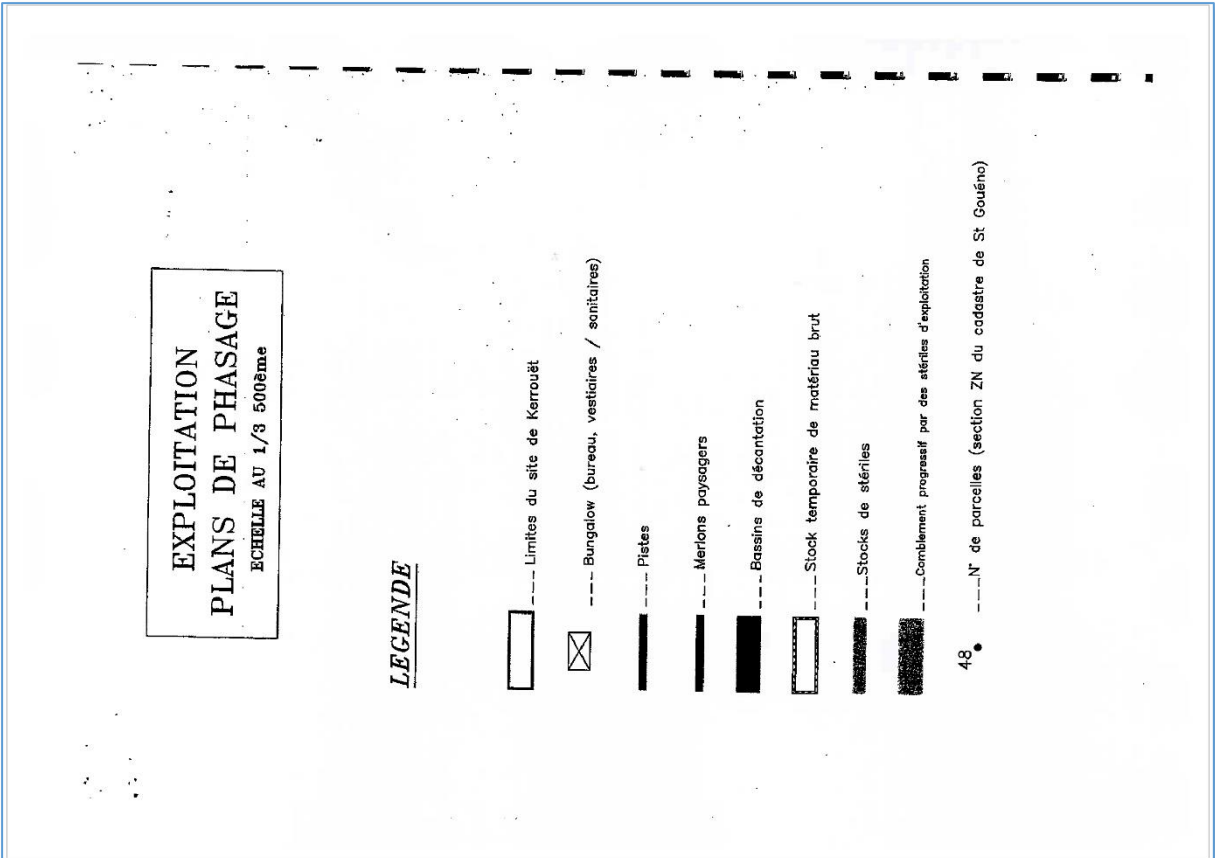 EXPLOITATION
PLANS DE PHASAGE
ECHELLE AU 1/3 500ème
LEGENDE
Limites du site de Kerrouët
Bungalow (bureau, vestiaires / sanitaires)
Pistes
Merlons paysagers
Bassins de décantation
Stock temporaire de matériau brut
Stocks de stériles
Comblement progressif par des stériles d'exploitation
48 N° de parcelles (section ZN du cadastre de St Gouéno)